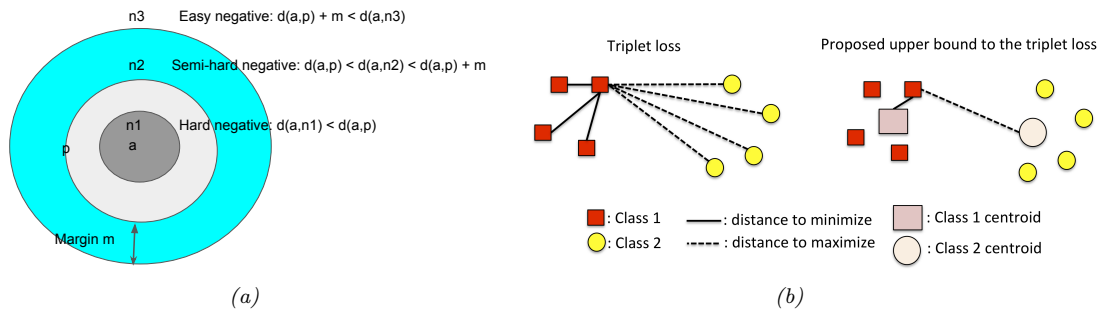 n3 Easy negative: d(a,p) + m < d(a,n3)
n2 Semi-hard negative: d(a,p) < d(a,n2) < d(a,p) + m
n1 Hard negative: d(a,n1) < d(a,p)
a
p
Margin m
(a)
Triplet loss
Proposed upper bound to the triplet loss
: Class 1
: distance to minimize
: Class 1 centroid
: Class 2
: distance to maximize
: Class 2 centroid
(b)